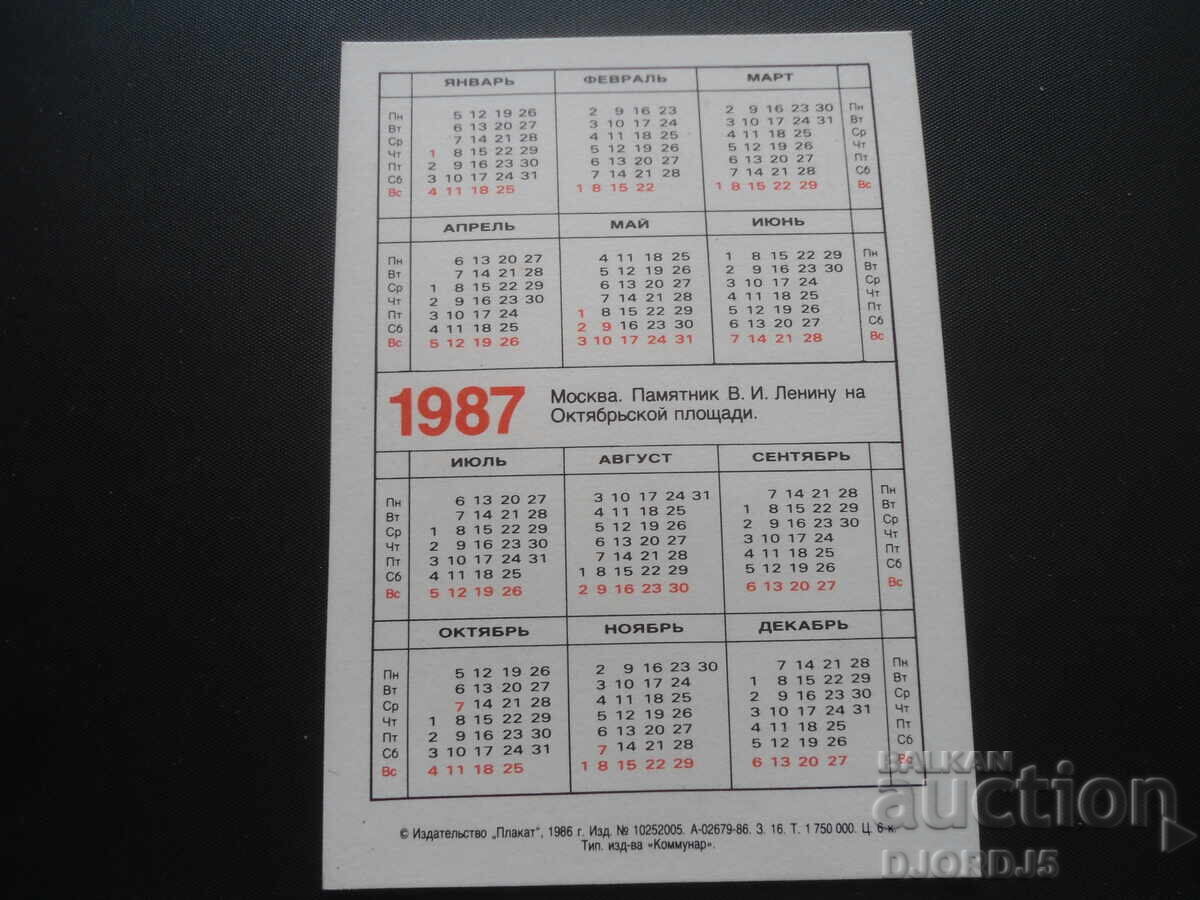 ЯНВАРЬ ФЕВРАЛЬ МАРТ
Пн 5 12 19 26 2 9 16 23 2 9 16 23 30 Пн
Вт 6 13 20 27 3 10 17 24 3 10 17 24 31 Вт
Ср 7 14 21 28 4 11 18 25 4 11 18 25 Ср
Чт 1 8 15 22 29 5 12 19 26 5 12 19 26 Чт
Пт 2 9 16 23 30 6 13 20 27 6 13 20 27 Пт
Сб 3 10 17 24 31 7 14 21 28 7 14 21 28 Сб
Вс 4 11 18 25 1 8 15 22 1 8 15 22 29 Вс
АПРЕЛЬ МАЙ ИЮНЬ
Пн 6 13 20 27 4 11 18 25 1 8 15 22 29 Пн
Вт 7 14 21 28 5 12 19 26 2 9 16 23 30 Вт
Ср 1 8 15 22 29 6 13 20 27 3 10 17 24 Ср
Чт 2 9 16 23 30 7 14 21 28 4 11 18 25 Чт
Пт 3 10 17 24 1 8 15 22 29 5 12 19 26 Пт
Сб 4 11 18 25 2 9 16 23 30 6 13 20 27 Сб
Вс 5 12 19 26 3 10 17 24 31 7 14 21 28 Вс
1987
Москва. Памятник В. И. Ленину на
Октябрьской площади.
ИЮЛЬ АВГУСТ СЕНТЯБРЬ
Пн 6 13 20 27 3 10 17 24 31 7 14 21 28 Пн
Вт 7 14 21 28 4 11 18 25 1 8 15 22 29 Вт
Ср 1 8 15 22 29 5 12 19 26 2 9 16 23 30 Ср
Чт 2 9 16 23 30 6 13 20 27 3 10 17 24 Чт
Пт 3 10 17 24 31 7 14 21 28 4 11 18 25 Пт
Сб 4 11 18 25 1 8 15 22 29 5 12 19 26 Сб
Вс 5 12 19 26 2 9 16 23 30 6 13 20 27 Вс
ОКТЯБРЬ НОЯБРЬ ДЕКАБРЬ
Пн 5 12 19 26 2 9 16 23 30 7 14 21 28 Пн
Вт 6 13 20 27 3 10 17 24 1 8 15 22 29 Вт
Ср 7 14 21 28 4 11 18 25 2 9 16 23 30 Ср
Чт 1 8 15 22 29 5 12 19 26 3 10 17 24 31 Чт
Пт 2 9 16 23 30 6 13 20 27 4 11 18 25 Пт
Сб 3 10 17 24 31 7 14 21 28 5 12 19 26 Сб
Вс 4 11 18 25 1 8 15 22 29 6 13 20 27 Вс
© Издательство „Плакат", 1986 г. Изд. № 10252005. А-02679-86. З. 16. Т. 1 750 000. Ц. 6 к.
Тип. изд-ва «Коммунар».
BALKAN
auction
DJORDJ5